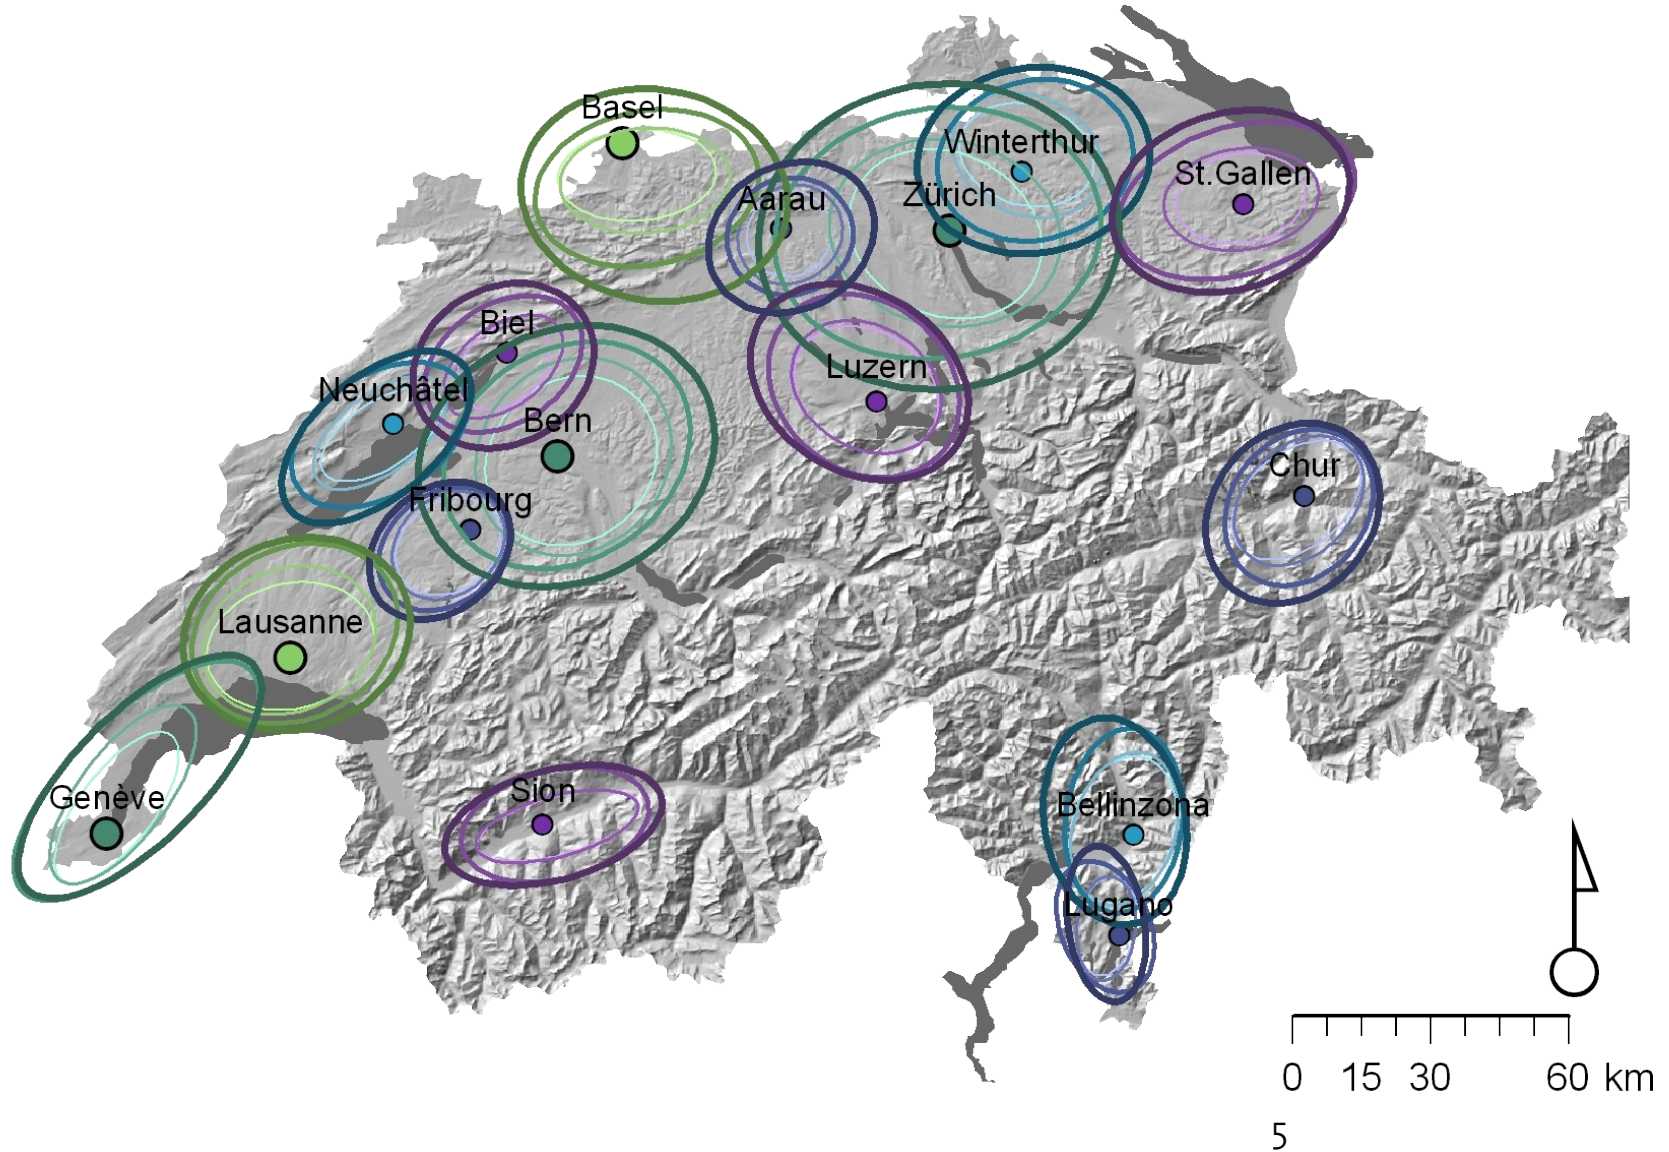 Basel
Winterthur
St.Gallen
Aarau
Zürich
Biel
Luzern
Neuchâtel
Bern
Chur
Fribourg
Lausanne
Genève
Sion
Bellinzona
Lugano
0 15 30 60 km
5